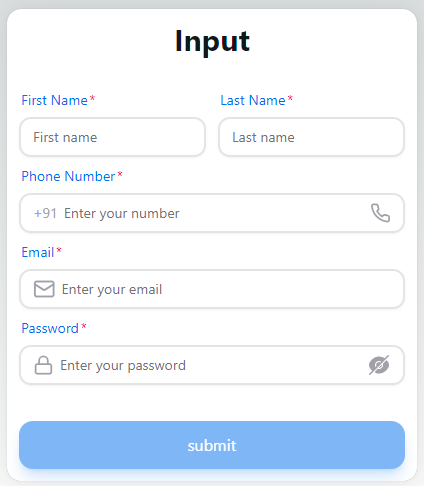 Input
First Name* Last Name*
First name Last name
Phone Number*
+91 Enter your number
Email*
Enter your email
Password*
Enter your password
submit